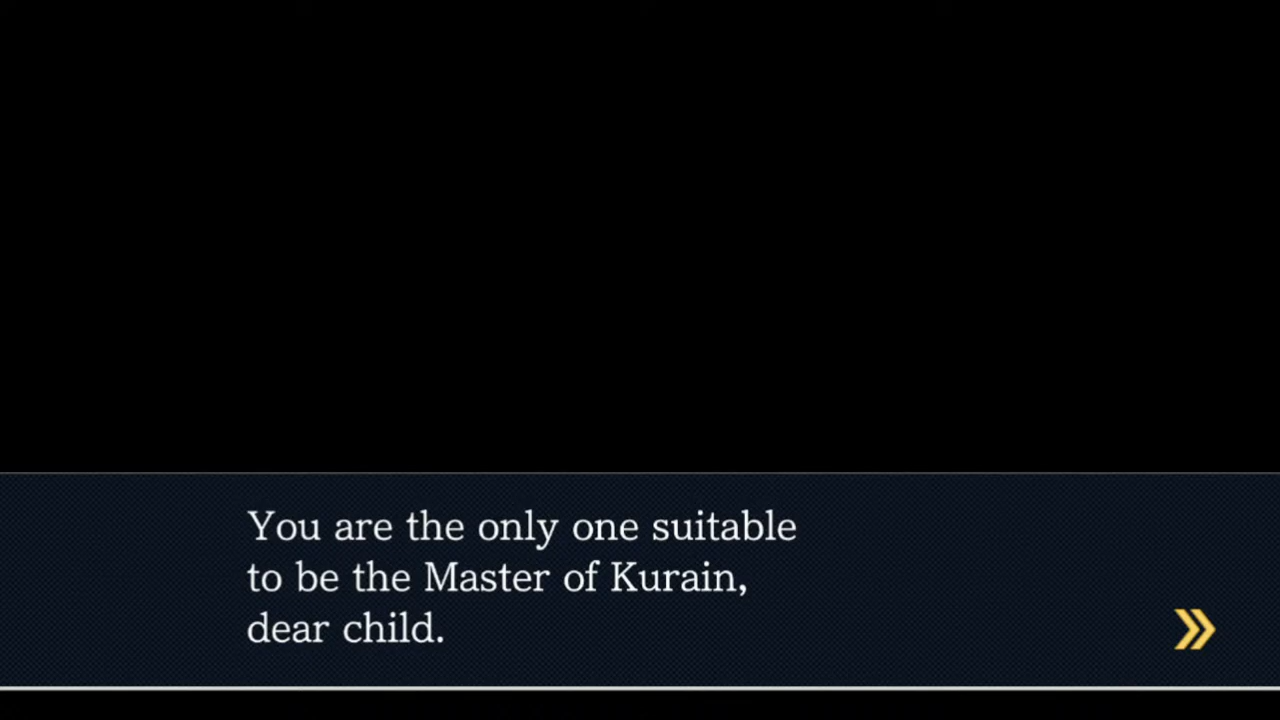 You are the only one suitable
to be the Master of Kurain,
dear child.